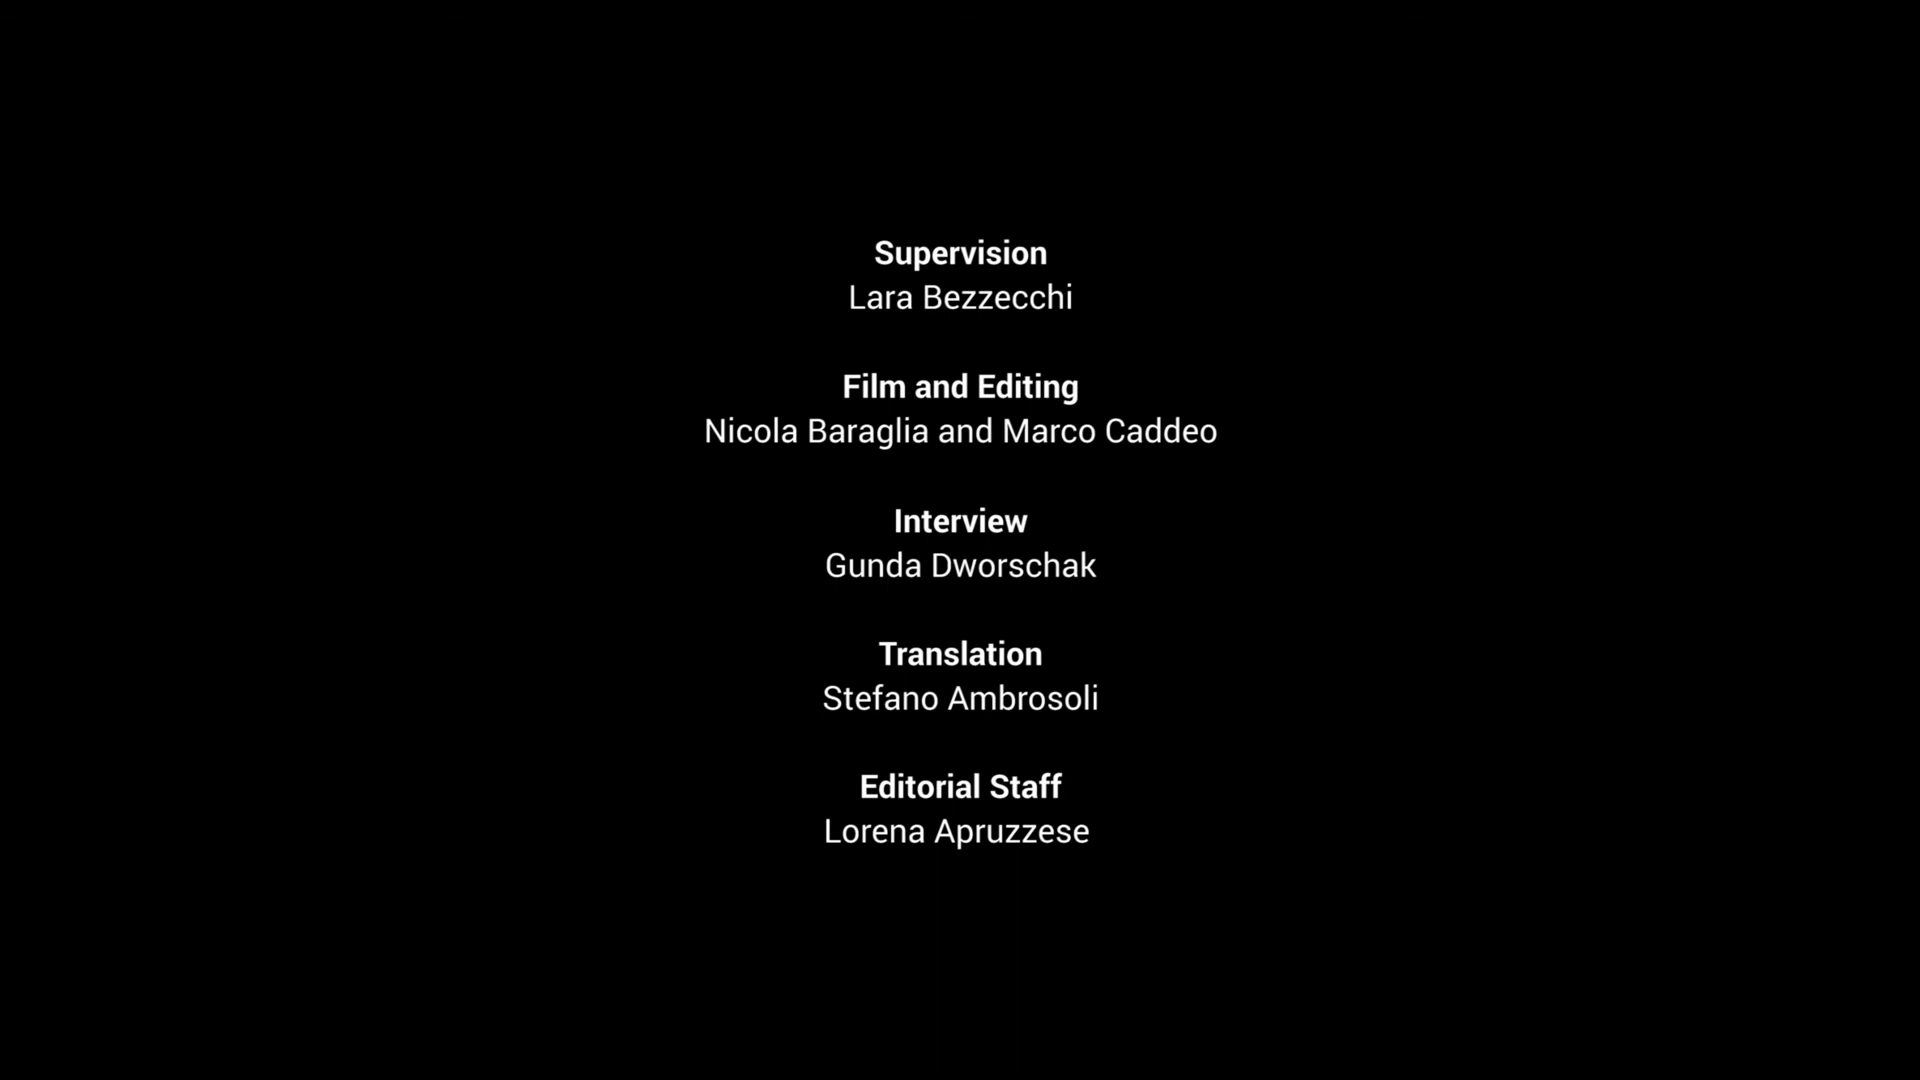 Supervision
Lara Bezzecchi
Film and Editing
Nicola Baraglia and Marco Caddeo
Interview
Gunda Dworschak
Translation
Stefano Ambrosoli
Editorial Staff
Lorena Apruzzese